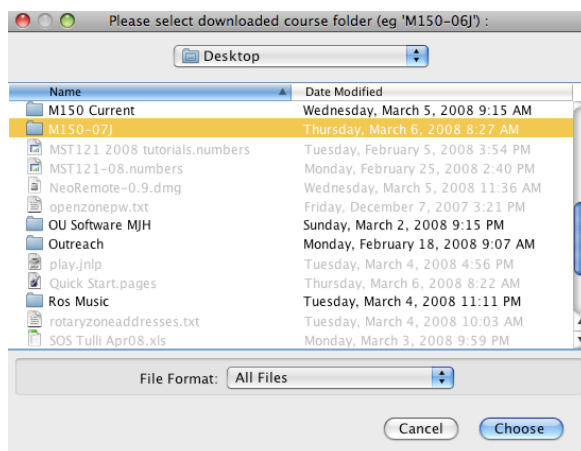 Please select downloaded course folder (eg 'M150-06J') :
Desktop
Name Date Modified
M150 Current Wednesday, March 5, 2008 9:15 AM
M150-07J Thursday, March 6, 2008 8:27 AM
MST121 2008 tutorials.numbers Tuesday, February 5, 2008 3:54 PM
MST121-08.numbers Monday, February 25, 2008 2:40 PM
NeoRemote-0.9.dmg Wednesday, March 5, 2008 11:36 AM
openzonepw.txt Friday, December 7, 2007 3:21 PM
OU Software MJH Sunday, March 2, 2008 9:15 PM
Outreach Monday, February 18, 2008 9:07 AM
play.jnlp Tuesday, March 4, 2008 4:56 PM
Quick Start.pages Thursday, March 6, 2008 8:22 AM
Ros Music Tuesday, March 4, 2008 11:11 PM
rotaryzoneaddresses.txt Tuesday, March 4, 2008 10:03 AM
SOS Tulli Apr08.xls Monday, March 3, 2008 9:59 PM
File Format: All Files
Cancel Choose